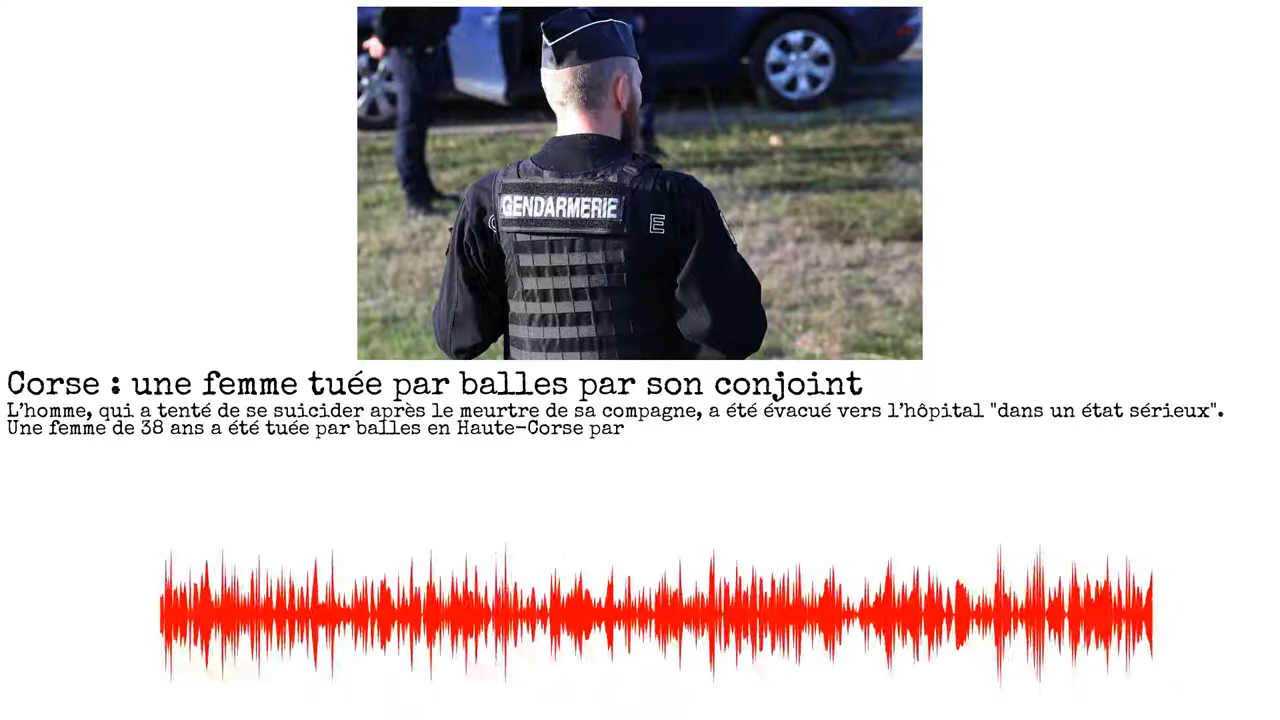 GENDARMERIE
E
Corse : une femme tuée par balles par son conjoint
L’homme, qui a tenté de se suicider après le meurtre de sa compagne, a été évacué vers l’hôpital "dans un état sérieux".
Une femme de 38 ans a été tuée par balles en Haute-Corse par